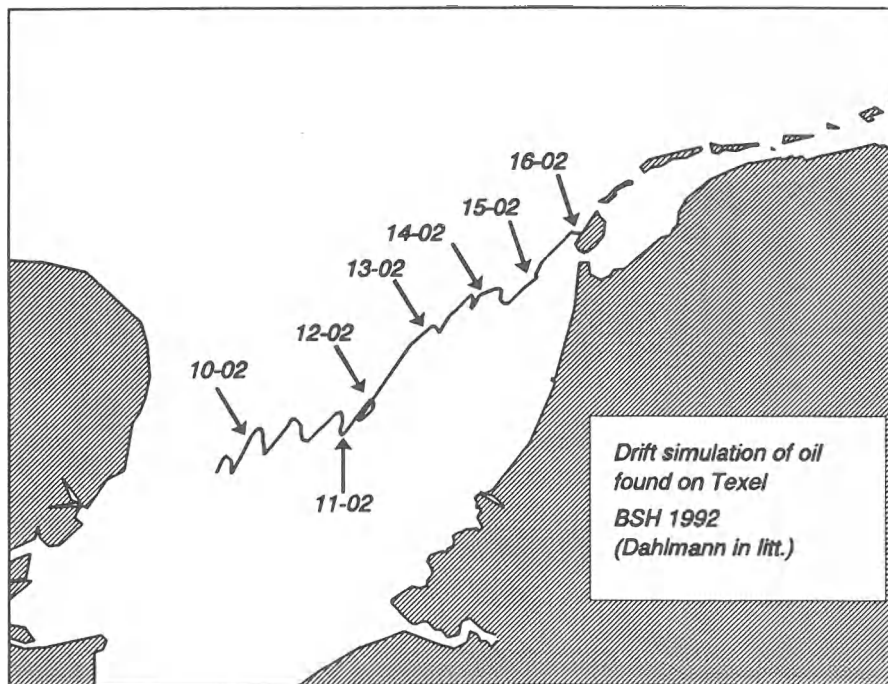 16-02
15-02
14-02
13-02
12-02
10-02
11-02
Drift simulation of oil
found on Texel
BSH 1992
(Dahlmann in litt.)